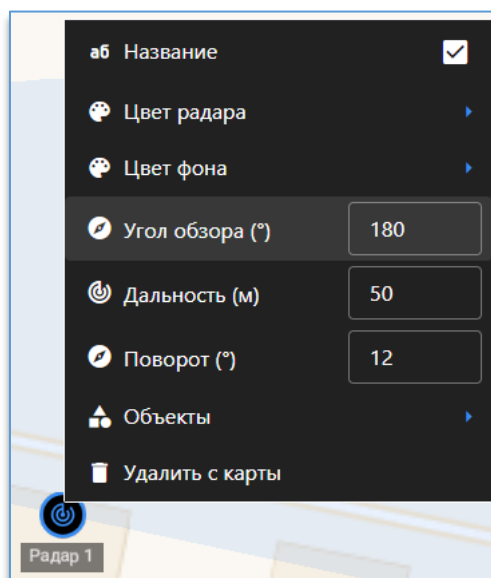 аб Название
Цвет радара
Цвет фона
Угол обзора (°) 180
Дальность (м) 50
Поворот (°) 12
Объекты
Удалить с карты
Радар 1